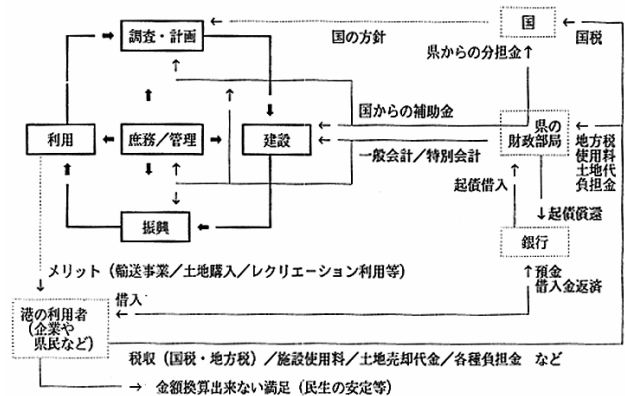 調査・計画
国
国の方針
国税
県からの分担金
国からの補助金
利用
庶務/管理
建設
県の
財政部局
地方税
使用料
土地代
負担金
一般会計/特別会計
起債借入
起債償還
振興
銀行
メリット(輸送事業/土地購入/レクリエーション利用等)
預金
借入金返済
借入
港の利用者
(企業や
県民など)
税収(国税・地方税)/施設使用料/土地売却代金/各種負担金 など
金額換算出来ない満足(民生の安定等)